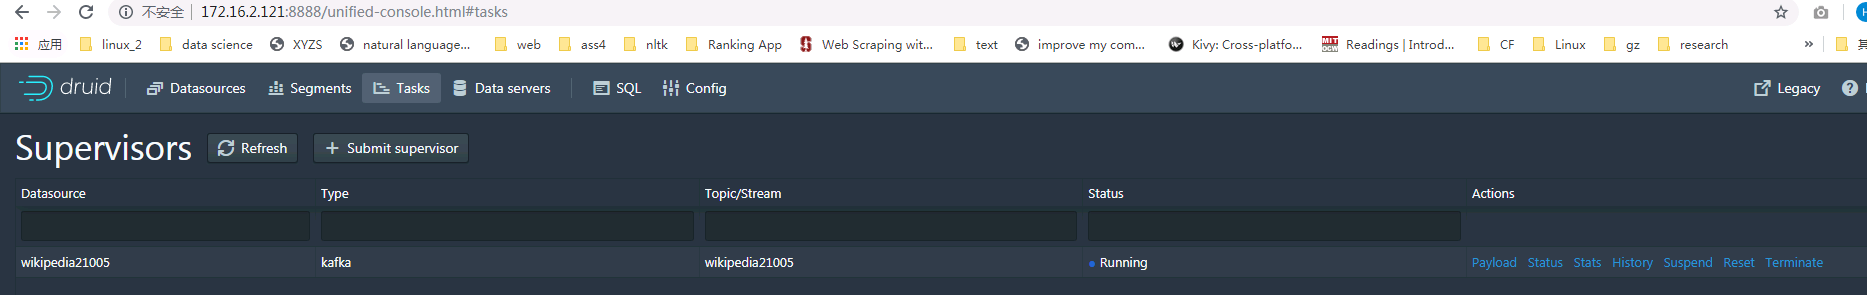 不安全 172.16.2.121:8888/unified-console.html#tasks
应用 linux_2 data science XYZS natural language... web ass4 nltk Ranking App Web Scraping wit... text improve my com... Kivy: Cross-platfo... Readings | Introd... CF Linux gz research »
druid Datasources Segments Tasks Data servers SQL Config Legacy
Supervisors Refresh Submit supervisor
Datasource Type Topic/Stream Status Actions
wikipedia21005 kafka wikipedia21005 Running Payload Status Stats History Suspend Reset Terminate